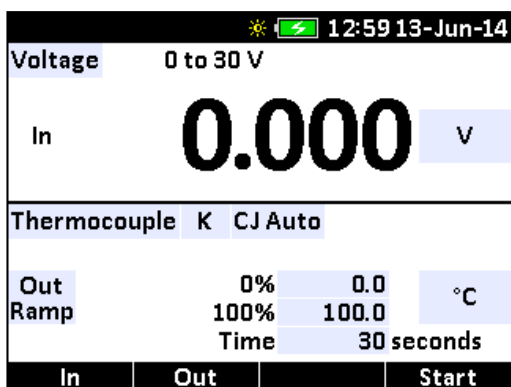 12:59 13-Jun-14
Voltage 0 to 30 V
In 0.000 V
Thermocouple K CJ Auto
Out Ramp
0% 0.0 °C
100% 100.0
Time 30 seconds
In Out Start